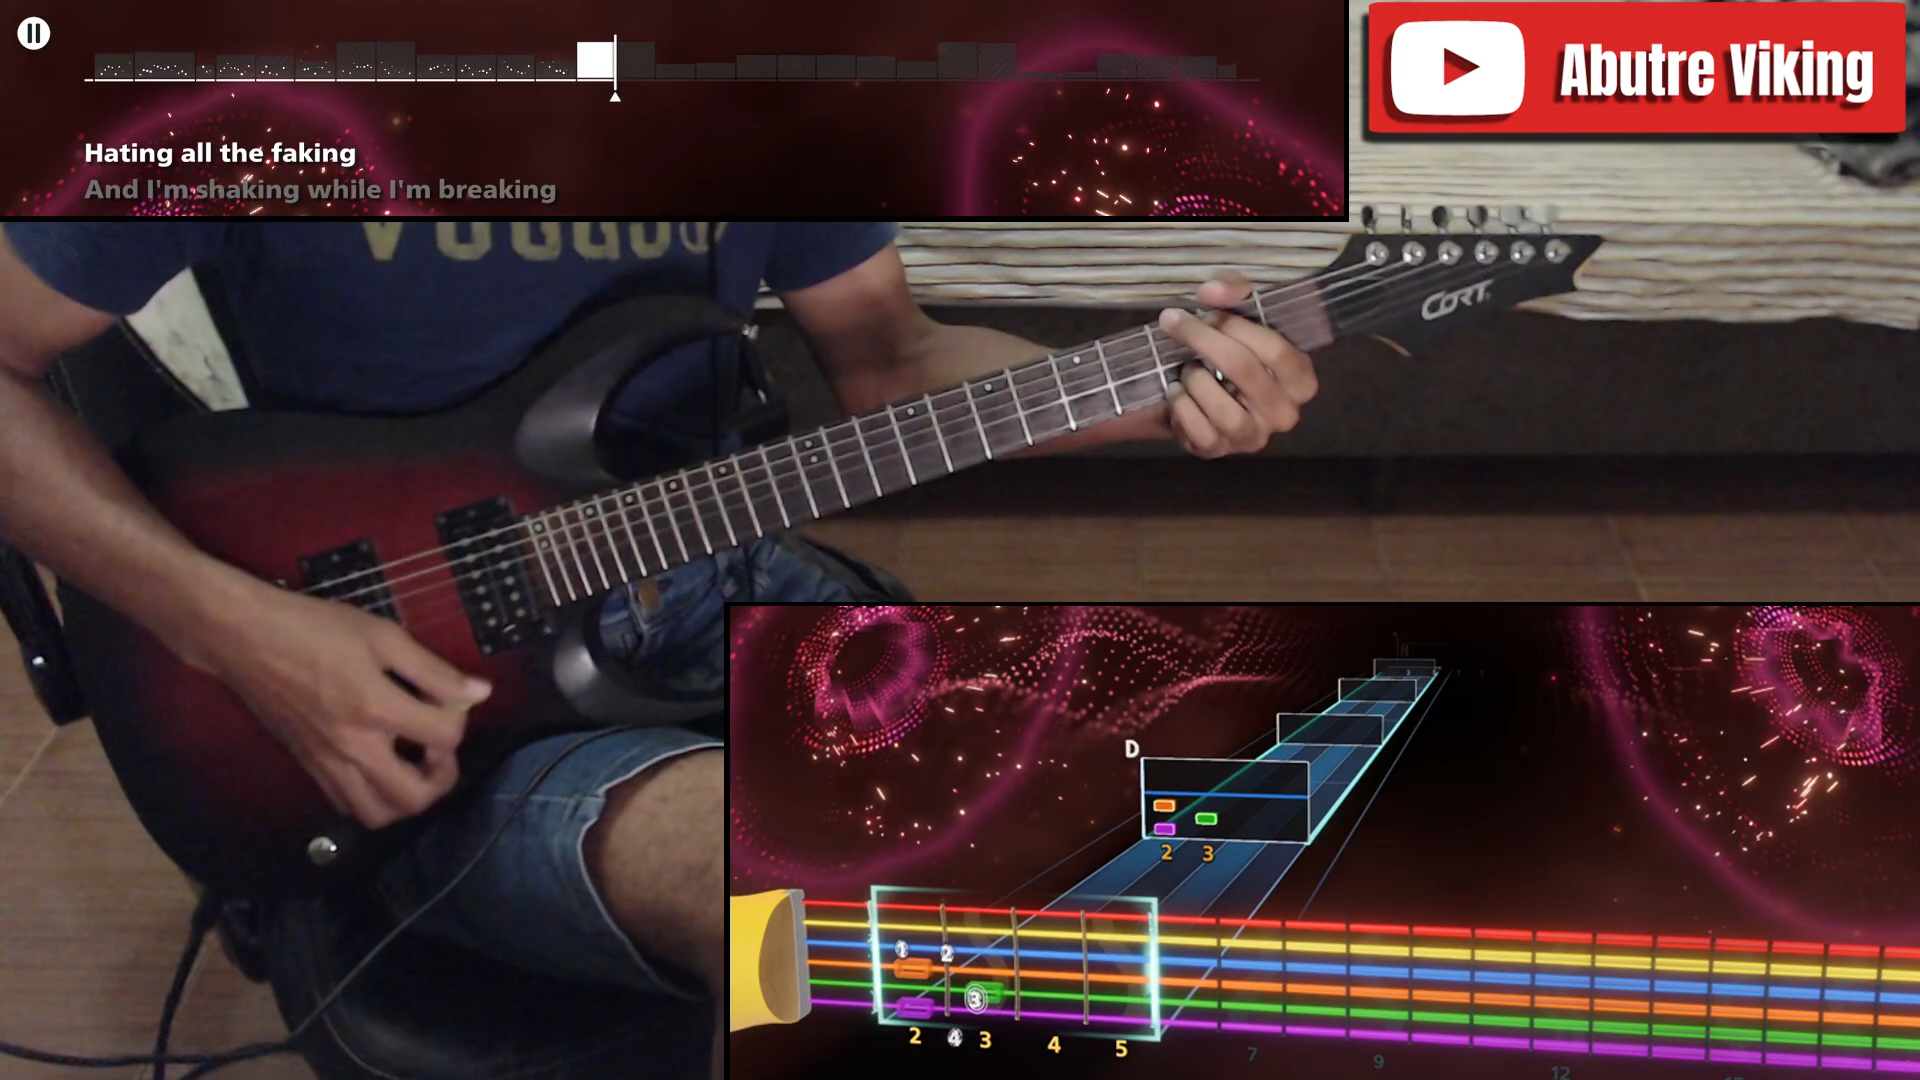 Abutre Viking
Hating all the faking
And I'm shaking while I'm breaking
CORT
D
2 3
1 2
3
2 4 3 4 5
7 9 12